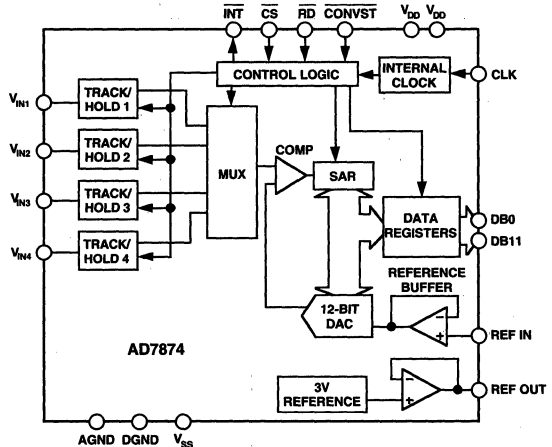 INT CS RD CONVST VDD VDD
CONTROL LOGIC
INTERNAL
CLOCK
CLK
VIN1
TRACK/
HOLD 1
VIN2
TRACK/
HOLD 2
VIN3
TRACK/
HOLD 3
VIN4
TRACK/
HOLD 4
MUX
COMP
SAR
DATA
REGISTERS
DB0
DB11
12-BIT
DAC
REFERENCE
BUFFER
REF IN
AD7874
3V
REFERENCE
REF OUT
AGND DGND VSS